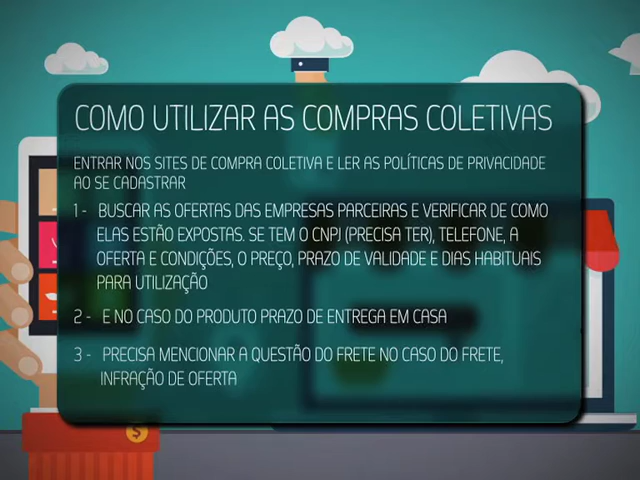 COMO UTILIZAR AS COMPRAS COLETIVAS
ENTRAR NOS SITES DE COMPRA COLETIVA E LER AS POLÍTICAS DE PRIVACIDADE
AO SE CADASTRAR
1 - BUSCAR AS OFERTAS DAS EMPRESAS PARCEIRAS E VERIFICAR DE COMO
ELAS ESTÃO EXPOSTAS. SE TEM O CNPJ (PRECISA TER), TELEFONE, A
OFERTA E CONDIÇÕES, O PREÇO, PRAZO DE VALIDADE E DIAS HABITUAIS
PARA UTILIZAÇÃO
2 - E NO CASO DO PRODUTO PRAZO DE ENTREGA EM CASA
3 - PRECISA MENCIONAR A QUESTÃO DO FRETE NO CASO DO FRETE,
INFRAÇÃO DE OFERTA
$